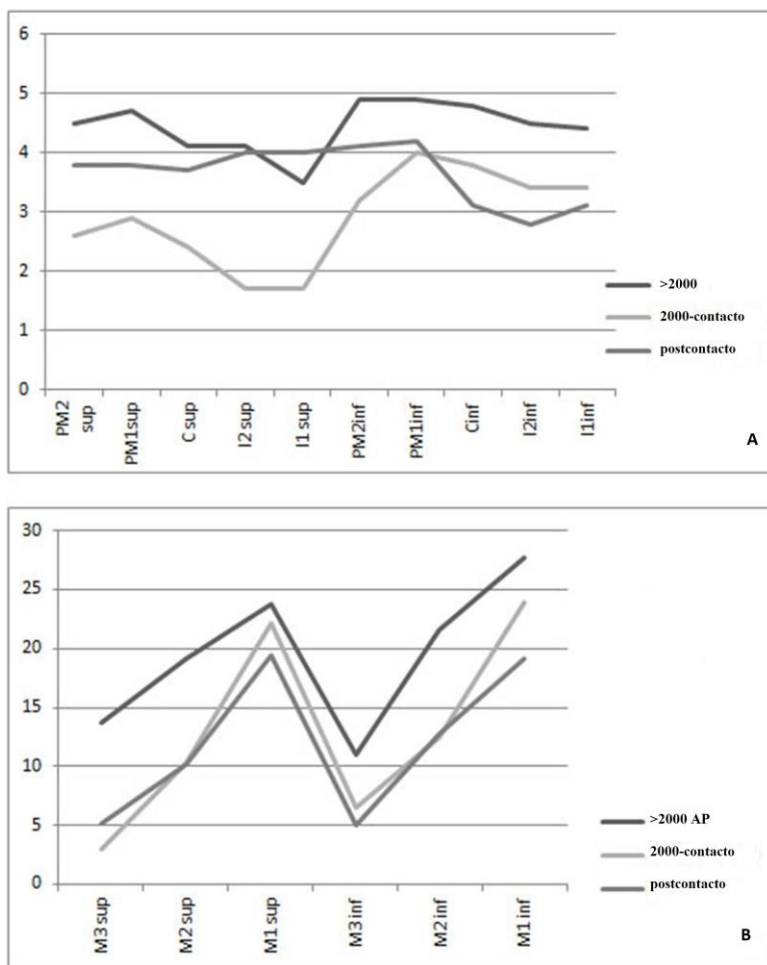 6
5
4
3
2
1
0
PM2
sup
PM1sup
C sup
I2 sup
I1 sup
PM2inf
PM1inf
Cinf
I2inf
I1inf
>2000
2000-contacto
postcontacto
A
30
25
20
15
10
5
0
M3 sup
M2 sup
M1 sup
M3 inf
M2 inf
M1 inf
>2000 AP
2000-contacto
postcontacto
B